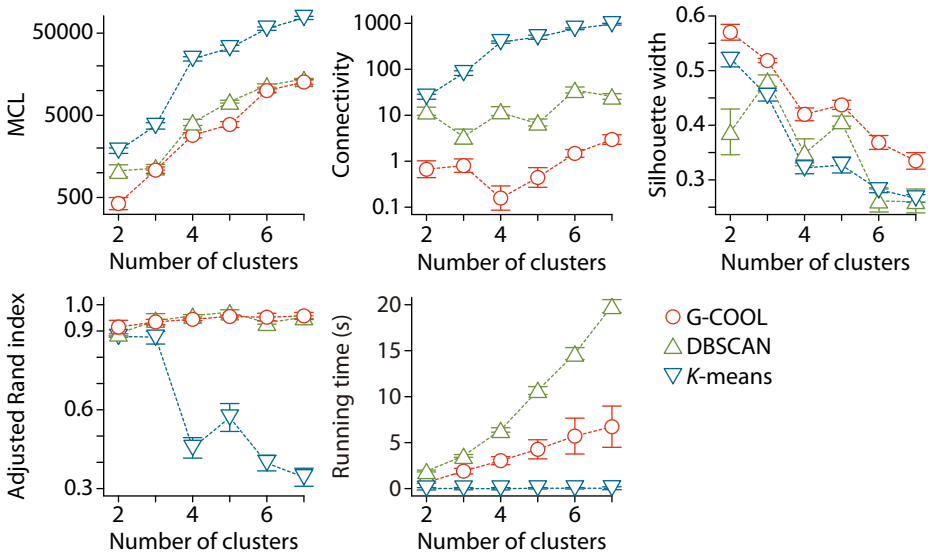 MCL
50000
5000
500
2 4 6
Number of clusters
Connectivity
1000
100
10
1
0.1
2 4 6
Number of clusters
Silhouette width
0.6
0.5
0.4
0.3
2 4 6
Number of clusters
Adjusted Rand index
1.0
0.9
0.6
0.3
2 4 6
Number of clusters
Running time (s)
20
15
10
5
0
2 4 6
Number of clusters
G-COOL
DBSCAN
K-means